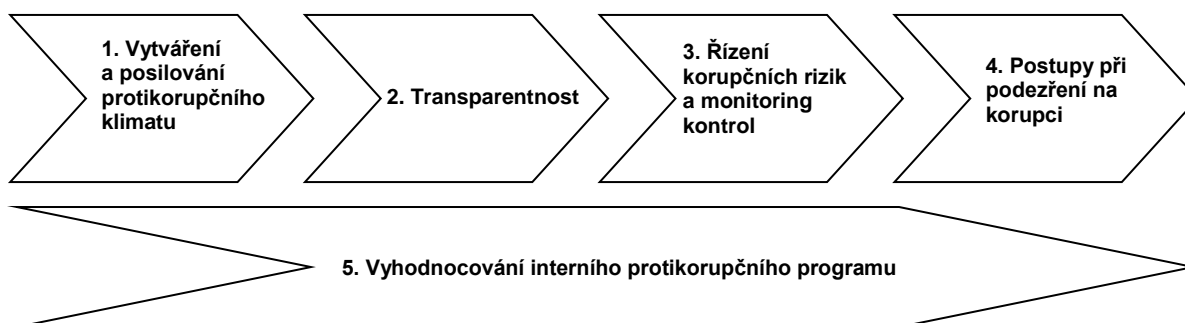 1. Vytváření
a posilování
protikorupčního
klimatu
2. Transparentnost
3. Řízení
korupčních rizik
a monitoring
kontrol
4. Postupy při
podezření na
korupci
5. Vyhodnocování interního protikorupčního programu